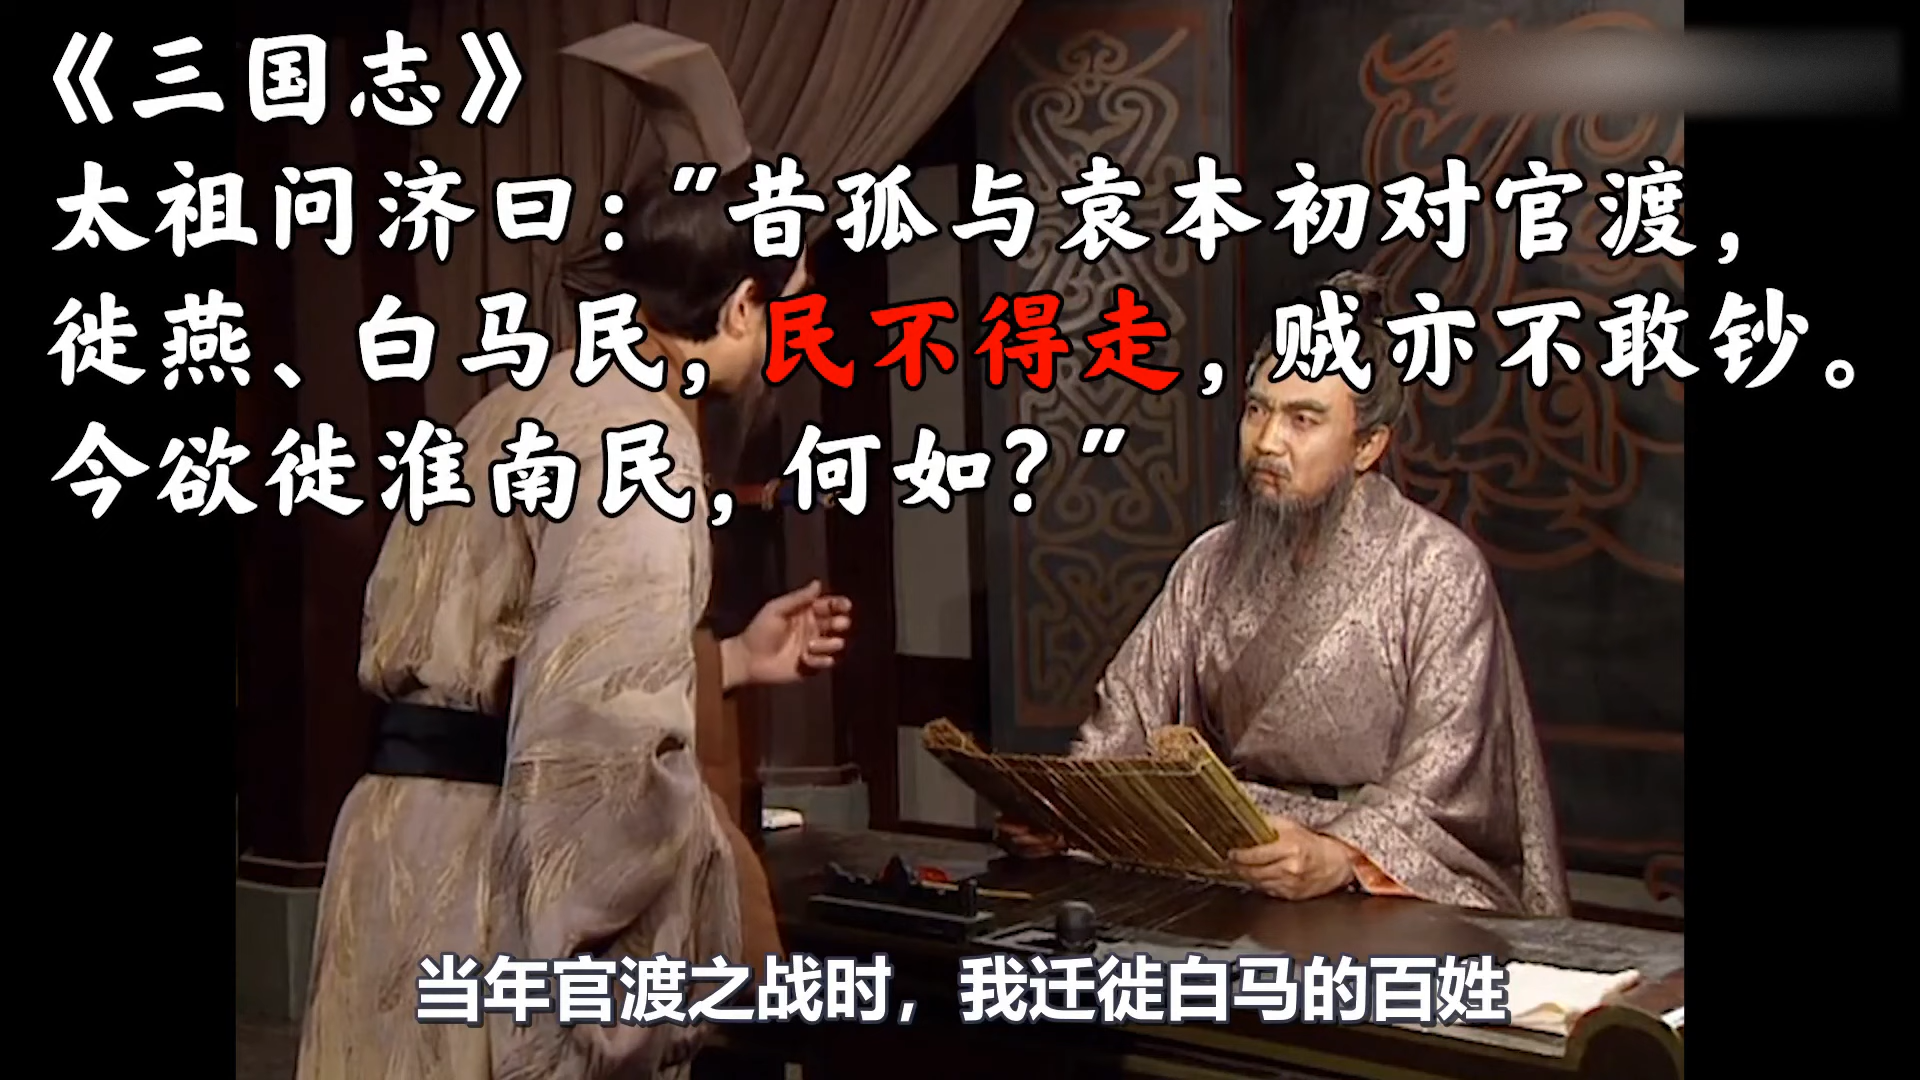 《三国志》
太祖问济曰："昔孤与袁本初对官渡，
徙燕、白马民，民不得走，贼亦不敢钞。
今欲徙淮南民，何如？"
当年官渡之战时，我迁徙白马的百姓